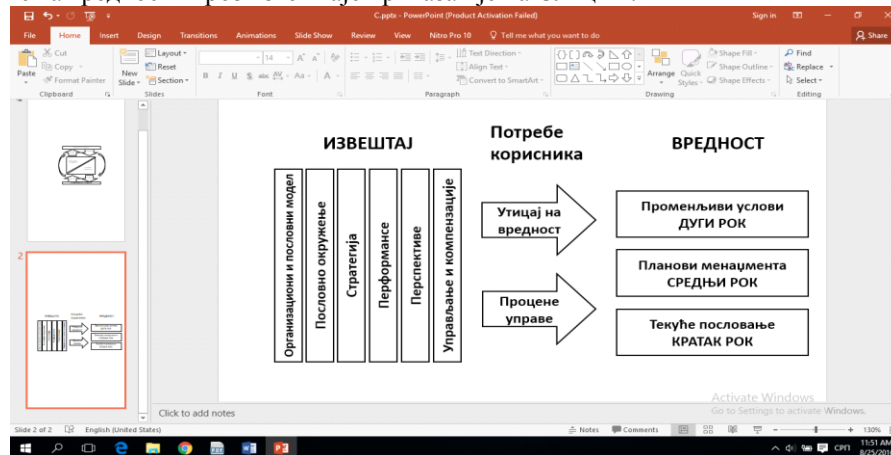 C.pptx - PowerPoint (Product Activation Failed)
Sign in
File Home Insert Design Transitions Animations Slide Show Review View Nitro Pro 10 Tell me what you want to do
Share
Paste
Cut
Copy
Format Painter
Clipboard
New
Slide
Layout
Reset
Section
Slides
14
Font
Text Direction
Align Text
Convert to SmartArt
Paragraph
Arrange
Quick
Styles
Shape Fill
Shape Outline
Shape Effects
Drawing
Find
Replace
Select
Editing
2
ИЗВЕШТАЈ
Организациони и пословни модел
Пословно окружење
Стратегија
Перформансе
Перспективе
Управљање и компензације
Потребе
корисника
Утицај на
вредност
Процене
управе
ВРЕДНОСТ
Променљиви услови
ДУГИ РОК
Планови менаџмента
СРЕДЊИ РОК
Текуће пословање
КРАТАК РОК
Activate Windows
Go to Settings to activate Windows.
Click to add notes
Slide 2 of 2 English (United States)
Notes Comments
130%
СРП
11:51 AM